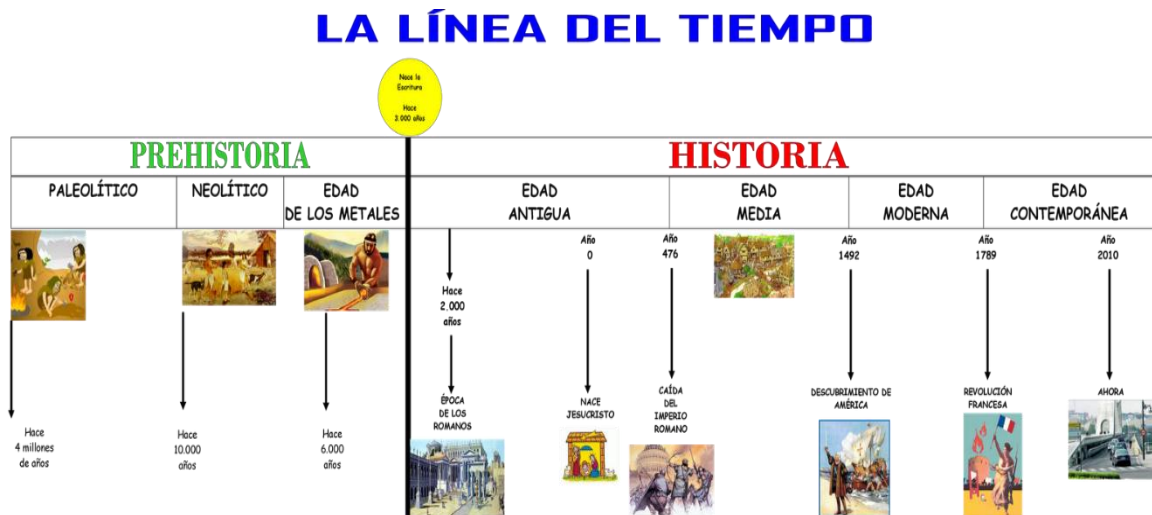 LA LÍNEA DEL TIEMPO
Nace la
Escritura
Hace
3.000 años
PREHISTORIA
HISTORIA
PALEOLÍTICO
NEOLÍTICO
EDAD
DE LOS METALES
EDAD
ANTIGUA
EDAD
MEDIA
EDAD
MODERNA
EDAD
CONTEMPORÁNEA
Hace
4 millones
de años
Hace
10.000
años
Hace
6.000
años
Hace
2.000
años
ÉPOCA
DE LOS
ROMANOS
Año
0
NACE
JESUCRISTO
Año
476
CAÍDA
DEL
IMPERIO
ROMANO
Año
1492
DESCUBRIMIENTO DE
AMÉRICA
Año
1789
REVOLUCIÓN
FRANCESA
Año
2010
AHORA